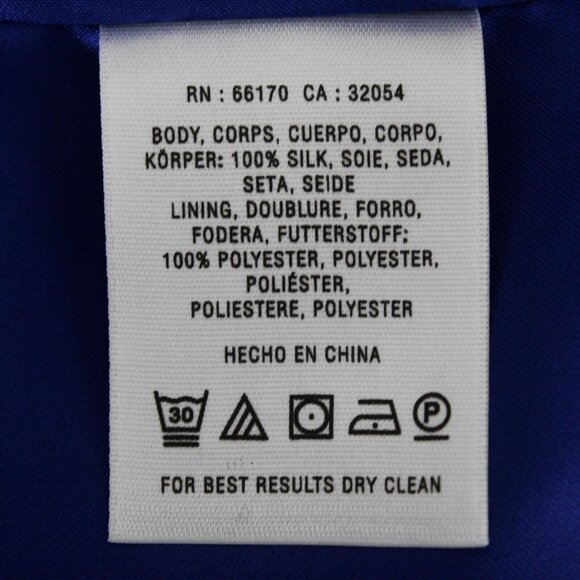 RN : 66170 CA : 32054
BODY, CORPS, CUERPO, CORPO,
KÖRPER: 100% SILK, SOIE, SEDA,
SETA, SEIDE
LINING, DOUBLURE, FORRO,
FODERA, FUTTERSTOFF:
100% POLYESTER, POLYESTER,
POLIÉSTER,
POLIESTERE, POLYESTER
HECHO EN CHINA
30 P
FOR BEST RESULTS DRY CLEAN